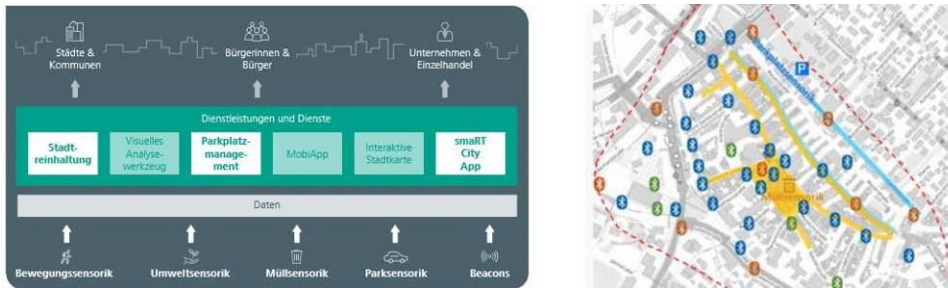 Städte &
Kommunen
Bürgerinnen &
Bürger
Unternehmen &
Einzelhandel
Dienstleistungen und Dienste
Stadt-
reinhaltung
Visuelles
Analyse-
werkzeug
Parkplatz-
manage-
ment
MobiApp
Interaktive
Stadtkarte
smaRT
City
App
Daten
Bewegungssensorik
Umweltsensorik
Müllsensorik
Parksensorik
Beacons
P
Parkplatzsensorik
Müllsensorik